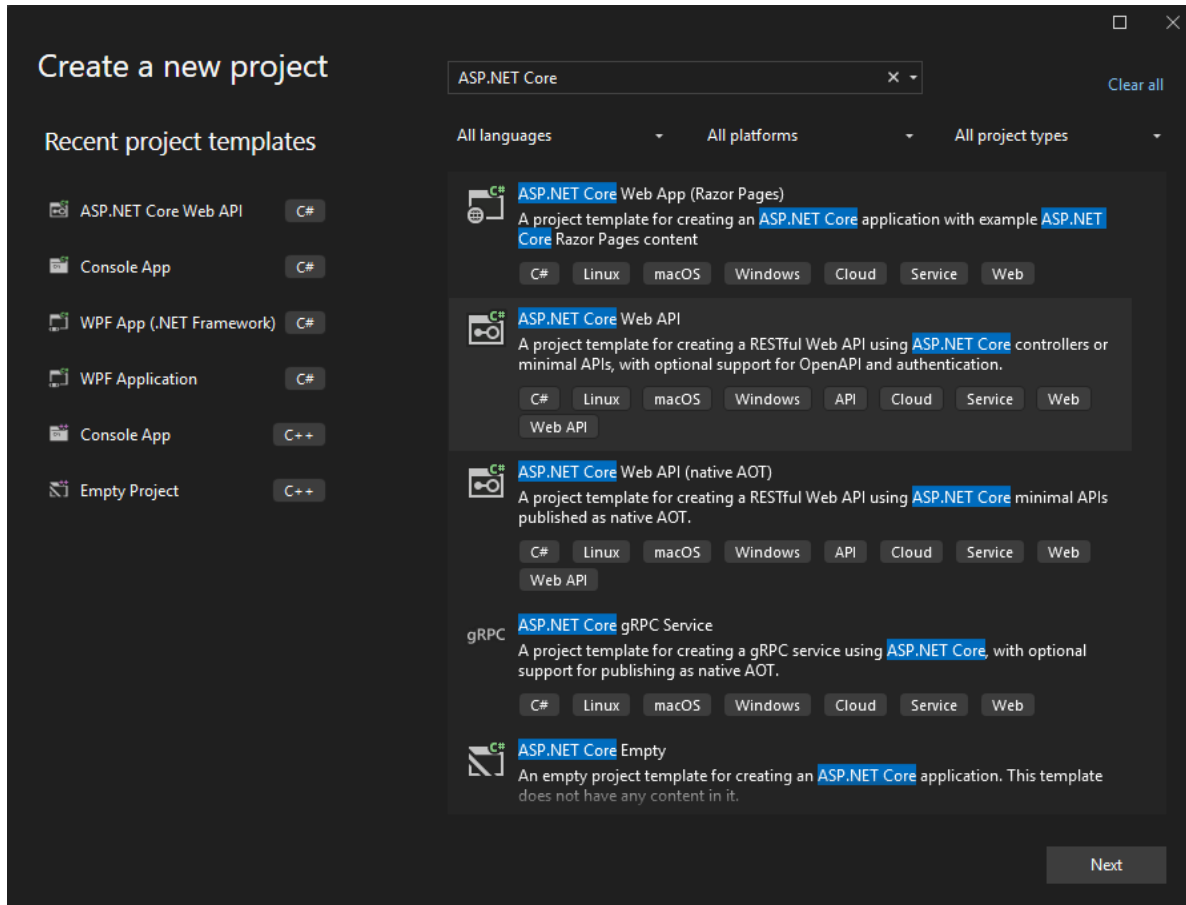 Create a new project
ASP.NET Core
Clear all
Recent project templates
All languages
All platforms
All project types
ASP.NET Core Web API C#
Console App C#
WPF App (.NET Framework) C#
WPF Application C#
Console App C++
Empty Project C++
C#
ASP.NET Core Web App (Razor Pages)
A project template for creating an ASP.NET Core application with example ASP.NET
Core Razor Pages content
C# Linux macOS Windows Cloud Service Web
C#
ASP.NET Core Web API
A project template for creating a RESTful Web API using ASP.NET Core controllers or
minimal APIs, with optional support for OpenAPI and authentication.
C# Linux macOS Windows API Cloud Service Web
Web API
C#
ASP.NET Core Web API (native AOT)
A project template for creating a RESTful Web API using ASP.NET Core minimal APIs
published as native AOT.
C# Linux macOS Windows API Cloud Service Web
Web API
gRPC
ASP.NET Core gRPC Service
A project template for creating a gRPC service using ASP.NET Core, with optional
support for publishing as native AOT.
C# Linux macOS Windows Cloud Service Web
C#
ASP.NET Core Empty
An empty project template for creating an ASP.NET Core application. This template
does not have any content in it.
Next